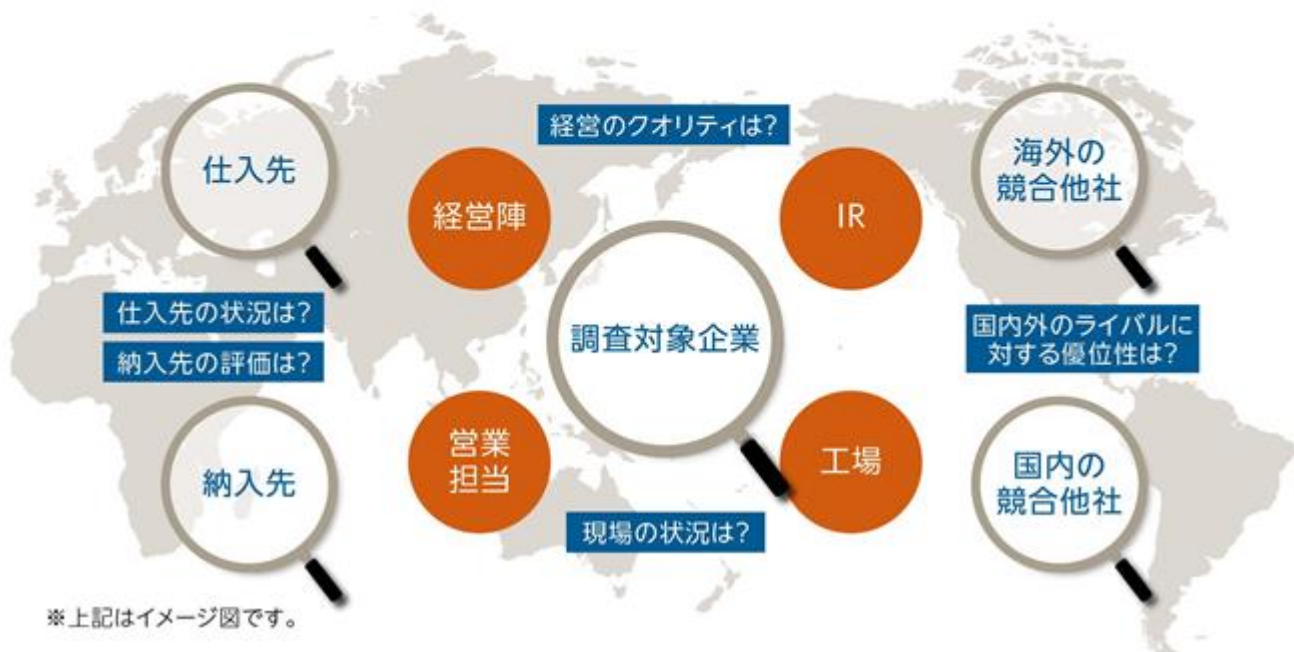 経営のクオリティは?
仕入先
経営陣
IR
海外の
競合他社
仕入先の状況は?
納入先の評価は?
調査対象企業
国内外のライバルに
対する優位性は?
納入先
営業
担当
工場
国内の
競合他社
現場の状況は?
※上記はイメージ図です。